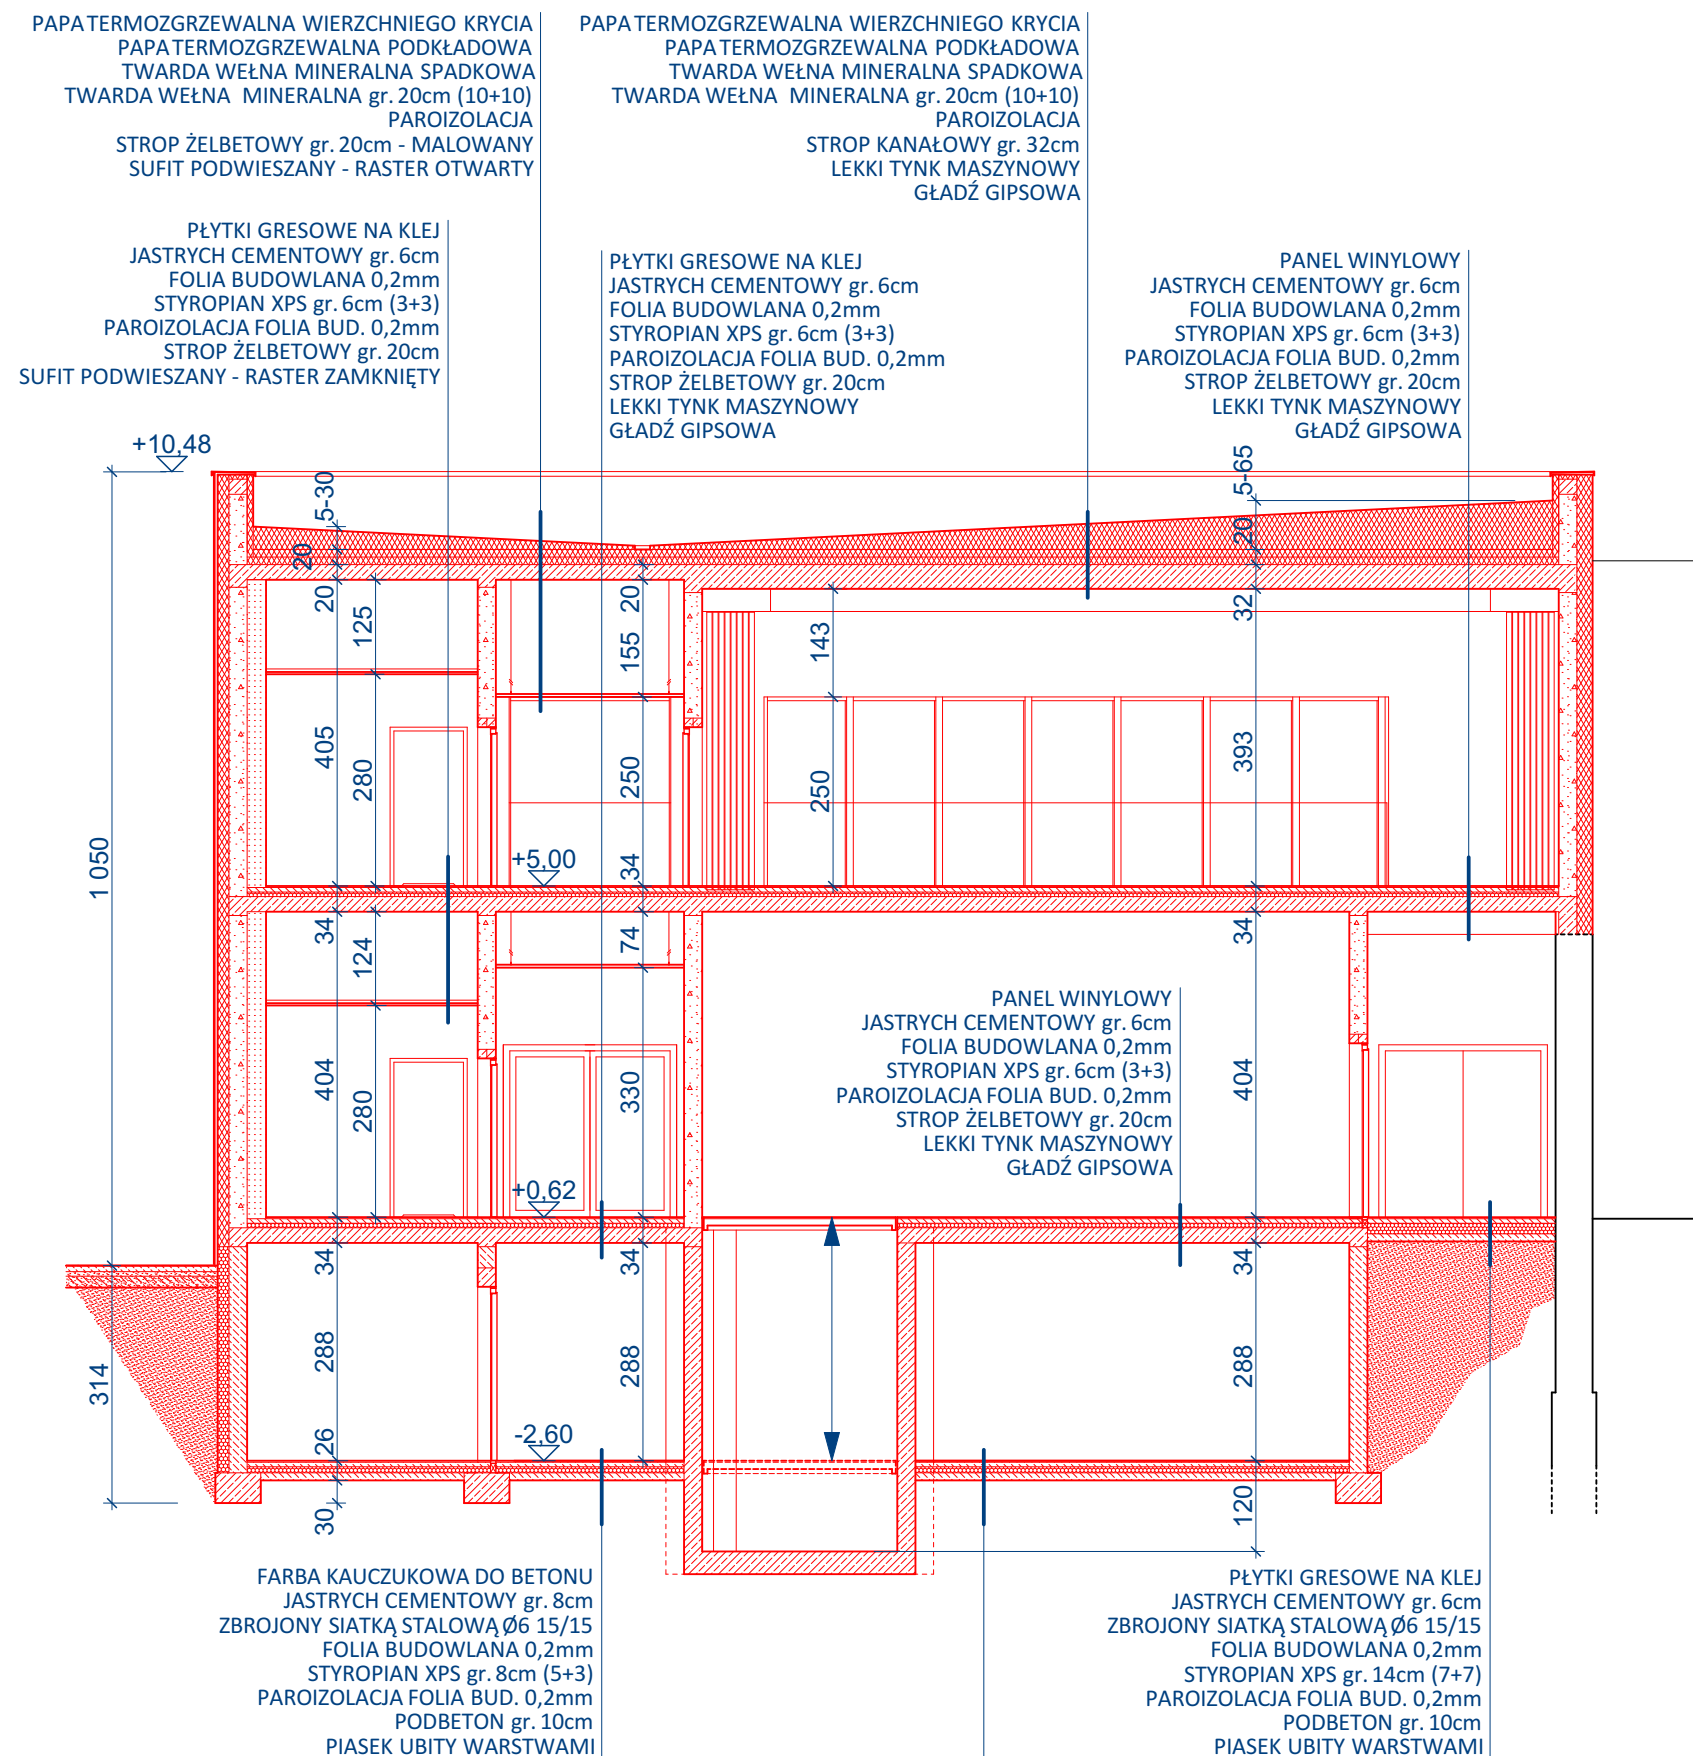 PAPA TERMOZGRZEWALNA WIERZCHNIEGO KRYCIA
PAPA TERMOZGRZEWALNA PODKŁADOWA
TWARDA WEŁNA MINERALNA SPADKOWA
TWARDA WEŁNA MINERALNA gr. 20cm (10+10)
PAROIZOLACJA
STROP ŻELBETOWY gr. 20cm - MALOWANY
SUFIT PODWIESZANY - RASTER OTWARTY
PAPA TERMOZGRZEWALNA WIERZCHNIEGO KRYCIA
PAPA TERMOZGRZEWALNA PODKŁADOWA
TWARDA WEŁNA MINERALNA SPADKOWA
TWARDA WEŁNA MINERALNA gr. 20cm (10+10)
PAROIZOLACJA
STROP KANAŁOWY gr. 32cm
LEKKI TYNK MASZYNOWY
GŁADŹ GIPSOWA
PŁYTKI GRESOWE NA KLEJ
JASTRYCH CEMENTOWY gr. 6cm
FOLIA BUDOWLANA 0,2mm
STYROPIAN XPS gr. 6cm (3+3)
PAROIZOLACJA FOLIA BUD. 0,2mm
STROP ŻELBETOWY gr. 20cm
SUFIT PODWIESZANY - RASTER ZAMKNIĘTY
PŁYTKI GRESOWE NA KLEJ
JASTRYCH CEMENTOWY gr. 6cm
FOLIA BUDOWLANA 0,2mm
STYROPIAN XPS gr. 6cm (3+3)
PAROIZOLACJA FOLIA BUD. 0,2mm
STROP ŻELBETOWY gr. 20cm
LEKKI TYNK MASZYNOWY
GŁADŹ GIPSOWA
PANEL WINYLOWY
JASTRYCH CEMENTOWY gr. 6cm
FOLIA BUDOWLANA 0,2mm
STYROPIAN XPS gr. 6cm (3+3)
PAROIZOLACJA FOLIA BUD. 0,2mm
STROP ŻELBETOWY gr. 20cm
LEKKI TYNK MASZYNOWY
GŁADŹ GIPSOWA
+10,48
5-30
5-65
20
20
20
20
32
125
155
143
405
280
250
250
393
1050
+5,00
34
34
124
74
34
404
280
330
404
PANEL WINYLOWY
JASTRYCH CEMENTOWY gr. 6cm
FOLIA BUDOWLANA 0,2mm
STYROPIAN XPS gr. 6cm (3+3)
PAROIZOLACJA FOLIA BUD. 0,2mm
STROP ŻELBETOWY gr. 20cm
LEKKI TYNK MASZYNOWY
GŁADŹ GIPSOWA
+0,62
34
34
34
288
288
288
314
-2,60
26
30
120
FARBA KAUCZUKOWA DO BETONU
JASTRYCH CEMENTOWY gr. 8cm
ZBROJONY SIATKĄ STALOWĄ Ø6 15/15
FOLIA BUDOWLANA 0,2mm
STYROPIAN XPS gr. 8cm (5+3)
PAROIZOLACJA FOLIA BUD. 0,2mm
PODBETON gr. 10cm
PIASEK UBITY WARSTWAMI
PŁYTKI GRESOWE NA KLEJ
JASTRYCH CEMENTOWY gr. 6cm
ZBROJONY SIATKĄ STALOWĄ Ø6 15/15
FOLIA BUDOWLANA 0,2mm
STYROPIAN XPS gr. 14cm (7+7)
PAROIZOLACJA FOLIA BUD. 0,2mm
PODBETON gr. 10cm
PIASEK UBITY WARSTWAMI